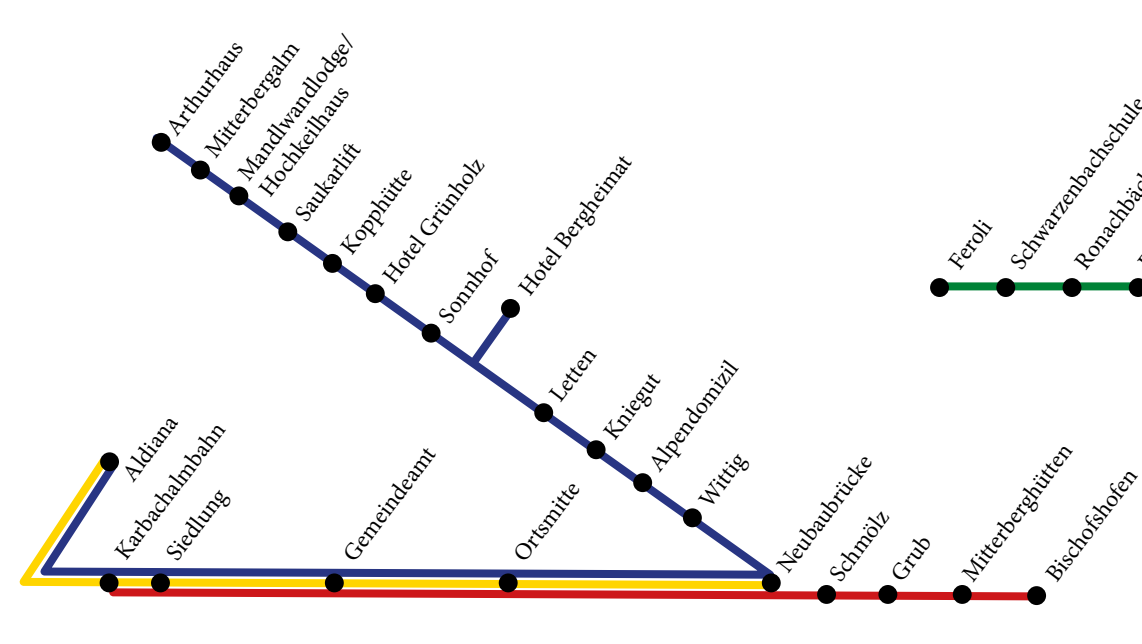 Arthurhaus
Mitterbergalm
Mandlwandlodge/
Hochkeilhaus
Saukarlift
Kopphütte
Hotel Grünholz
Sonnhof
Hotel Bergheimat
Letten
Kniegut
Alpendomizil
Wittig
Neubaubrücke
Schmölz
Grub
Mitterberghütten
Bischofshofen
Aldiana
Karbachalmbahn
Siedlung
Gemeindeamt
Ortsmitte
Feroli
Schwarzenbachschule